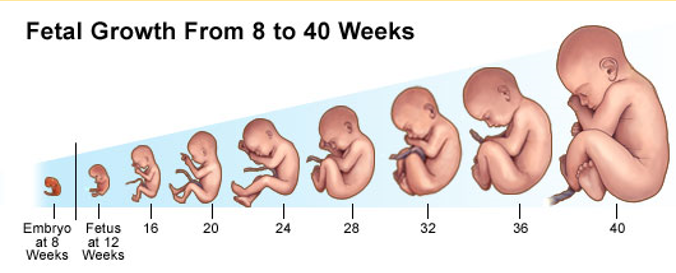 Fetal Growth From 8 to 40 Weeks
Embryo
at 8
Weeks
Fetus
at 12
Weeks
16
20
24
28
32
36
40